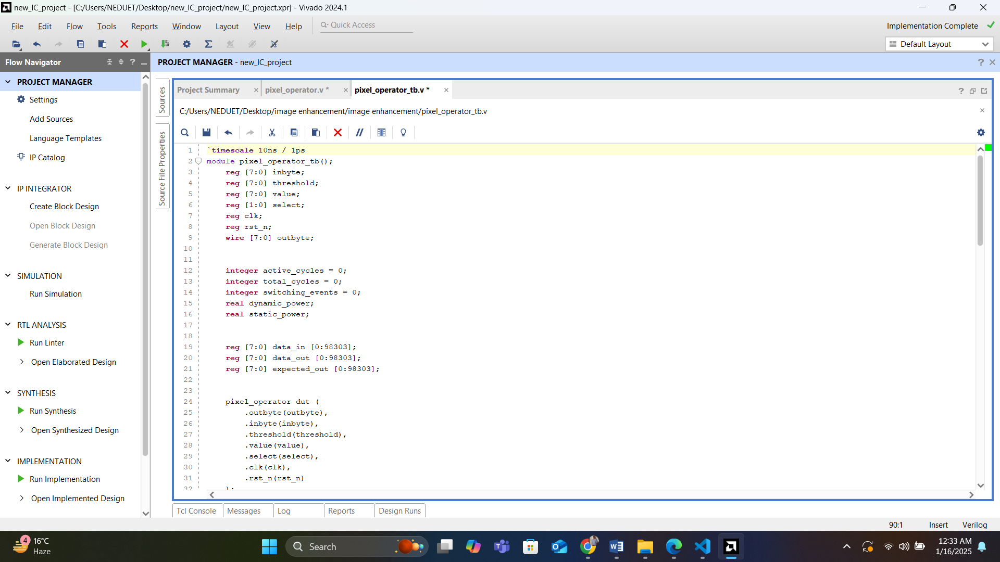 new_IC_project - [C:/Users/NEDUET/Desktop/new_IC_project/new_IC_project.xpr] - Vivado 2024.1
File Edit Flow Tools Reports Window Layout View Help Quick Access
Implementation Complete
Default Layout
Flow Navigator
PROJECT MANAGER - new_IC_project
PROJECT MANAGER
Settings
Add Sources
Language Templates
IP Catalog
IP INTEGRATOR
Create Block Design
Open Block Design
Generate Block Design
SIMULATION
Run Simulation
RTL ANALYSIS
Run Linter
Open Elaborated Design
SYNTHESIS
Run Synthesis
Open Synthesized Design
IMPLEMENTATION
Run Implementation
Open Implemented Design
Sources
Source File Properties
Project Summary pixel_operator.v * pixel_operator_tb.v *
C:/Users/NEDUET/Desktop/image enhancement/image enhancement/pixel_operator_tb.v
1 `timescale 10ns / 1ps
2 module pixel_operator_tb();
3 reg [7:0] inbyte;
4 reg [7:0] threshold;
5 reg [7:0] value;
6 reg [1:0] select;
7 reg clk;
8 reg rst_n;
9 wire [7:0] outbyte;
10
11
12 integer active_cycles = 0;
13 integer total_cycles = 0;
14 integer switching_events = 0;
15 real dynamic_power;
16 real static_power;
17
18
19 reg [7:0] data_in [0:98303];
20 reg [7:0] data_out [0:98303];
21 reg [7:0] expected_out [0:98303];
22
23
24 pixel_operator dut (
25 .outbyte(outbyte),
26 .inbyte(inbyte),
27 .threshold(threshold),
28 .value(value),
29 .select(select),
30 .clk(clk),
31 .rst_n(rst_n)
32 );
Tcl Console Messages Log Reports Design Runs
90:1 Insert Verilog
4
16°C
Haze
Search
12:33 AM
1/16/2025